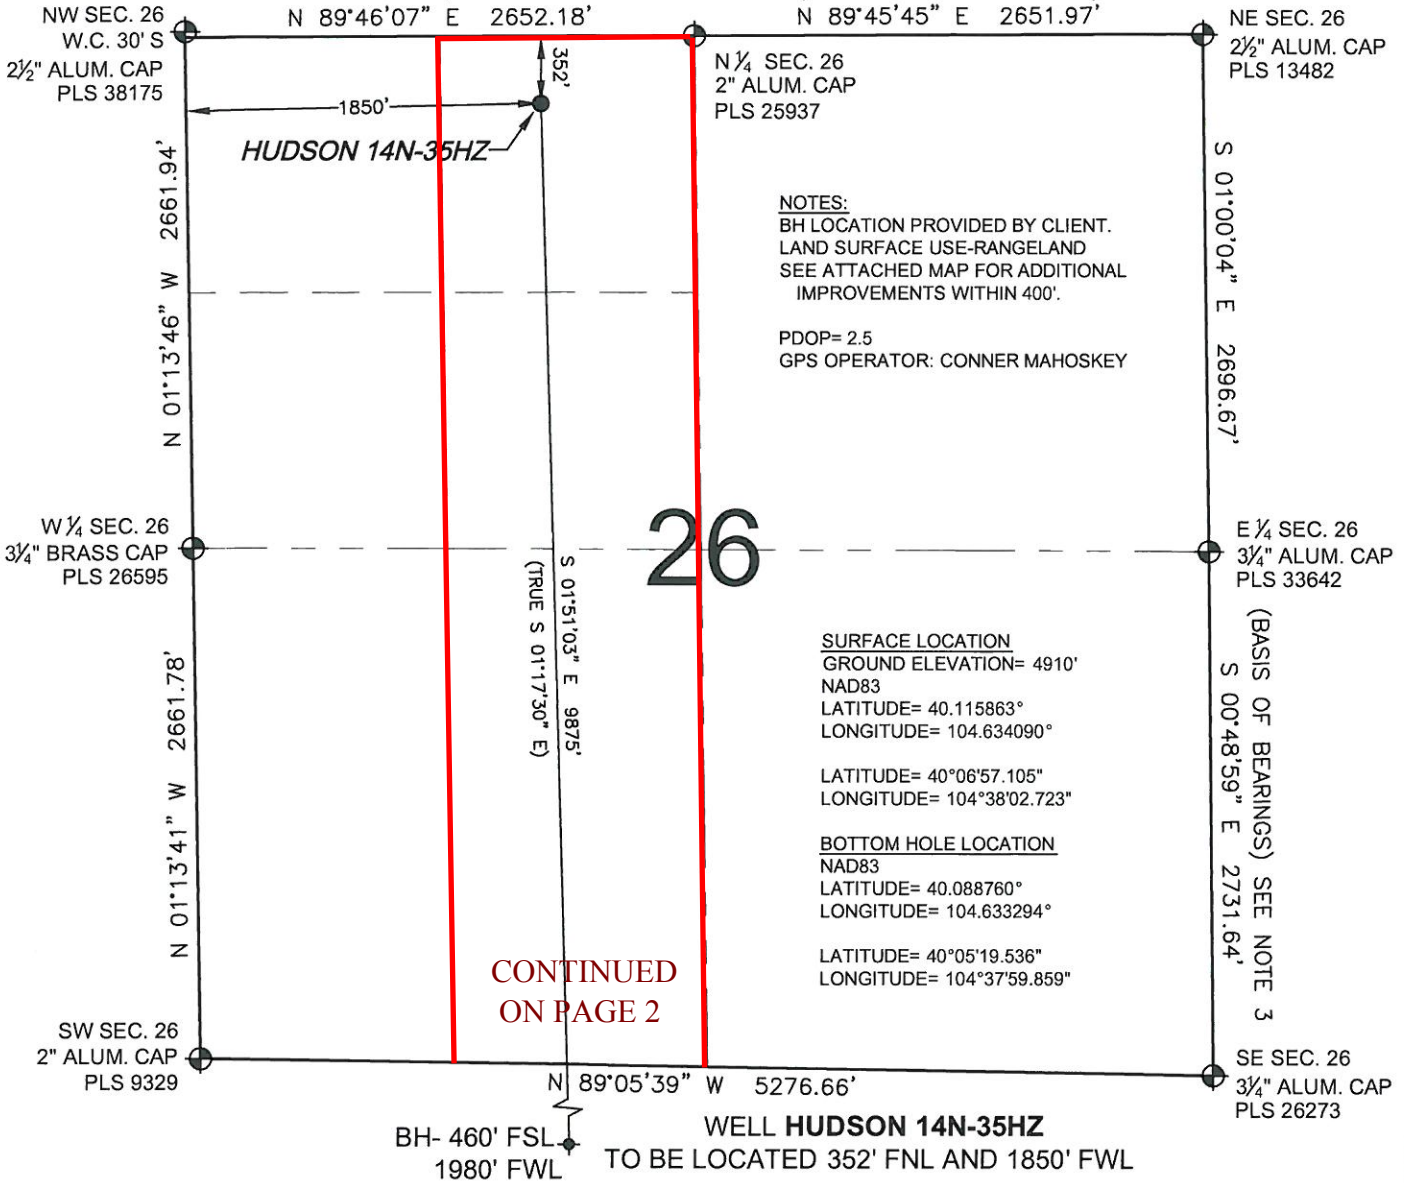 NW SEC. 26
W.C. 30' S
2½" ALUM. CAP
PLS 38175
N 89°46'07" E 2652.18'
N 89°45'45" E 2651.97'
NE SEC. 26
2½" ALUM. CAP
PLS 13482
N ¼ SEC. 26
2" ALUM. CAP
PLS 25937
352'
1850'
HUDSON 14N-35HZ
N 01°13'46" W 2661.94'
S 01°00'04" E 2696.67'
NOTES:
BH LOCATION PROVIDED BY CLIENT.
LAND SURFACE USE-RANGELAND
SEE ATTACHED MAP FOR ADDITIONAL
IMPROVEMENTS WITHIN 400'.
PDOP= 2.5
GPS OPERATOR: CONNER MAHOSKEY
W ¼ SEC. 26
3¼" BRASS CAP
PLS 26595
26
E ¼ SEC. 26
3¼" ALUM. CAP
PLS 33642
S 01°51'03" E 9875'
(TRUE S 01°17'30" E)
N 01°13'41" W 2661.78'
S 00°48'59" E 2731.64'
(BASIS OF BEARINGS) SEE NOTE 3
SURFACE LOCATION
GROUND ELEVATION= 4910'
NAD83
LATITUDE= 40.115863°
LONGITUDE= 104.634090°
LATITUDE= 40°06'57.105"
LONGITUDE= 104°38'02.723"
BOTTOM HOLE LOCATION
NAD83
LATITUDE= 40.088760°
LONGITUDE= 104.633294°
LATITUDE= 40°05'19.536"
LONGITUDE= 104°37'59.859"
CONTINUED
ON PAGE 2
SW SEC. 26
2" ALUM. CAP
PLS 9329
N 89°05'39" W 5276.66'
SE SEC. 26
3¼" ALUM. CAP
PLS 26273
BH- 460' FSL
1980' FWL
WELL HUDSON 14N-35HZ
TO BE LOCATED 352' FNL AND 1850' FWL